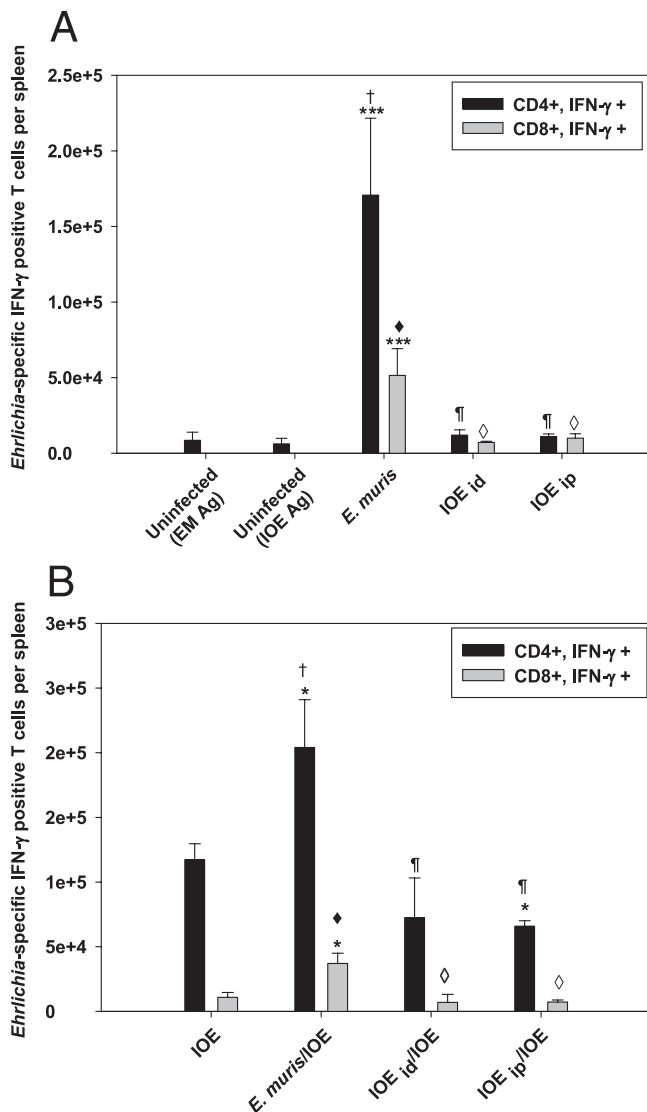 A
Ehrlichia-specific IFN-γ positive T cells per spleen
2.5e+5
2.0e+5
1.5e+5
1.0e+5
5.0e+4
0.0
CD4+, IFN-γ +
CD8+, IFN-γ +
†
***
♦
***
¶
◊
¶
◊
Uninfected
(EM Ag)
Uninfected
(IOE Ag)
E. muris
IOE id
IOE ip
B
Ehrlichia-specific IFN-γ positive T cells per spleen
3e+5
3e+5
2e+5
2e+5
1e+5
5e+4
0
CD4+, IFN-γ +
CD8+, IFN-γ +
†
*
♦
*
¶
◊
¶
*
◊
IOE
E. muris/IOE
IOE id/IOE
IOE ip/IOE